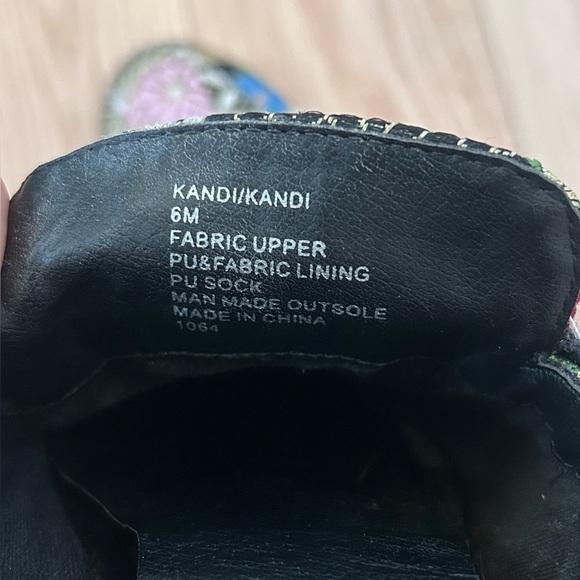 KANDI/KANDI
6M
FABRIC UPPER
PU&FABRIC LINING
PU SOCK
MAN MADE OUTSOLE
MADE IN CHINA
1064